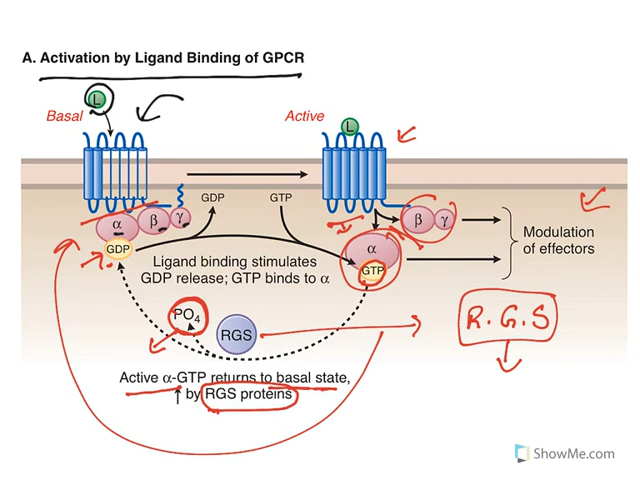 A. Activation by Ligand Binding of GPCR
L
Basal
Active
L
GDP
GTP
α
β
γ
GDP
β
γ
α
GTP
Modulation
of effectors
Ligand binding stimulates
GDP release; GTP binds to α
PO4
RGS
R.G.S
Active α-GTP returns to basal state,
↑ by RGS proteins
ShowMe.com